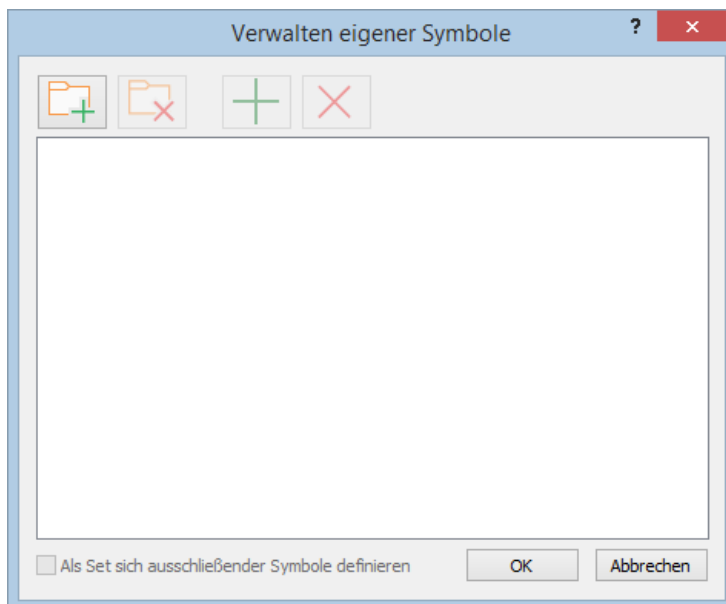 Verwalten eigener Symbole
?
Als Set sich ausschließender Symbole definieren
OK
Abbrechen